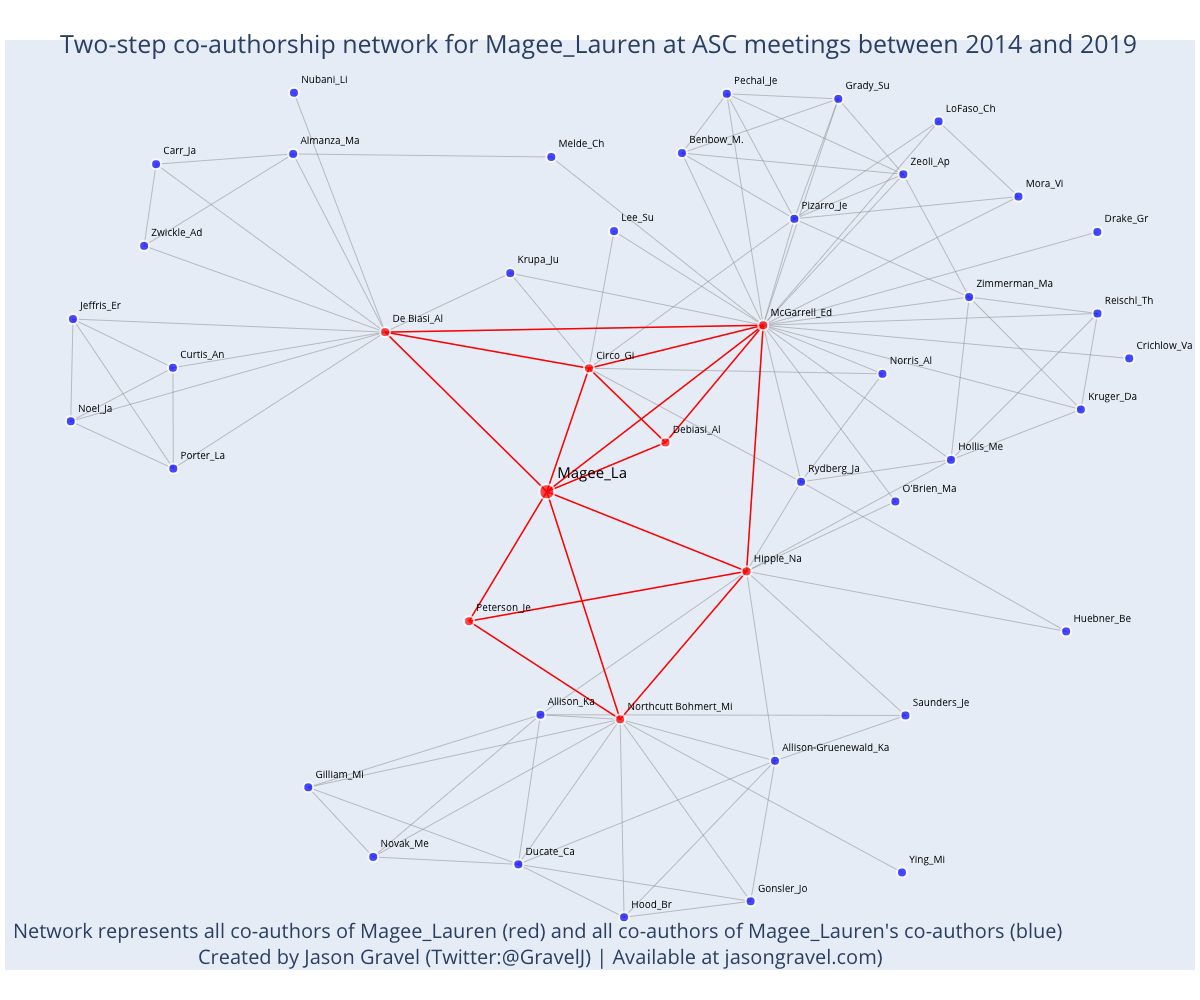 Two-step co-authorship network for Magee_Lauren at ASC meetings between 2014 and 2019
Nubani_Li
Pechal_Je
Grady_Su
LoFaso_Ch
Carr_Ja
Almanza_Ma
Melde_Ch
Benbow_M.
Zeoli_Ap
Mora_Vi
Pizarro_Je
Lee_Su
Drake_Gr
Zwickle_Ad
Krupa_Ju
Zimmerman_Ma
Jeffris_Er
Reischl_Th
De Biasi_Al
McGarrell_Ed
Crichlow_Va
Curtis_An
Circo_Gi
Norris_Al
Kruger_Da
Noel_Ja
Debiasi_Al
Hollis_Me
Porter_La
Magee_La
Rydberg_Ja
O'Brien_Ma
Hipple_Na
Peterson_Je
Huebner_Be
Allison_Ka
Northcutt Bohmert_Mi
Saunders_Je
Allison-Gruenewald_Ka
Gilliam_Mi
Novak_Me
Ducate_Ca
Ying_Mi
Gonsler_Jo
Hood_Br
Network represents all co-authors of Magee_Lauren (red) and all co-authors of Magee_Lauren's co-authors (blue)
Created by Jason Gravel (Twitter:@GravelJ) | Available at jasongravel.com)